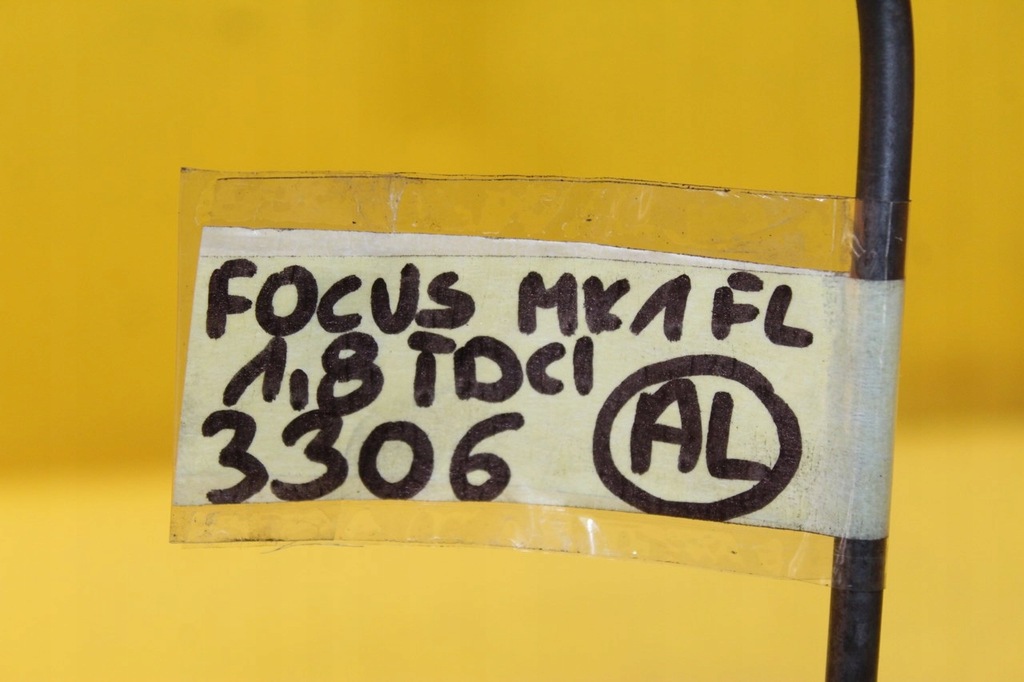 FOCUS MK1 FL
1,8 TDCI
3306 AL